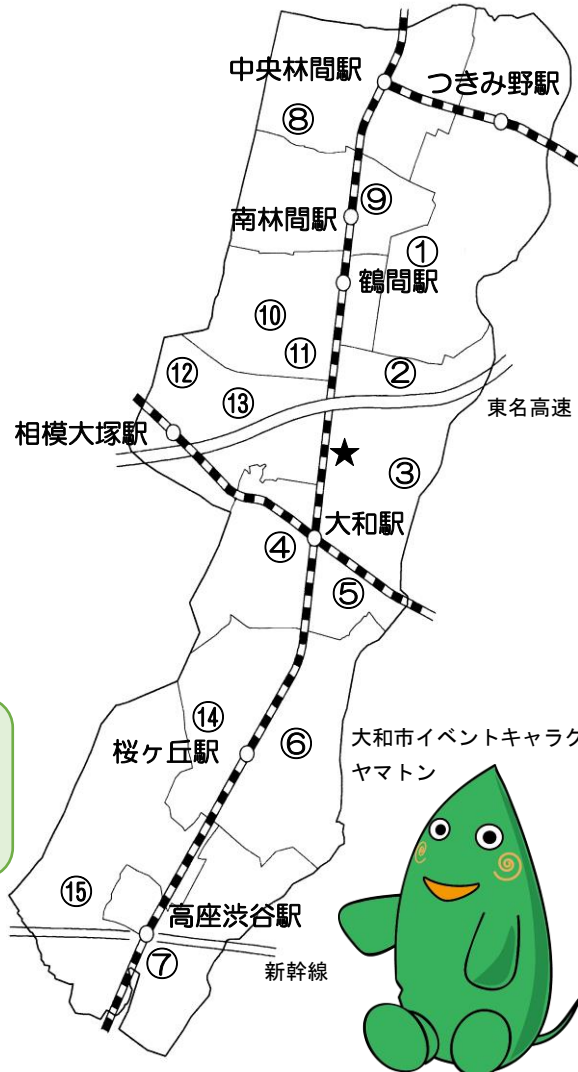 中央林間駅
つきみ野駅
⑧
⑨
南林間駅
①
鶴間駅
⑩
⑪
②
⑫
⑬
東名高速
相模大塚駅
★
③
大和駅
④
⑤
⑭
⑥
桜ヶ丘駅
大和市イベントキャラク
ヤマトン
⑮
高座渋谷駅
⑦
新幹線